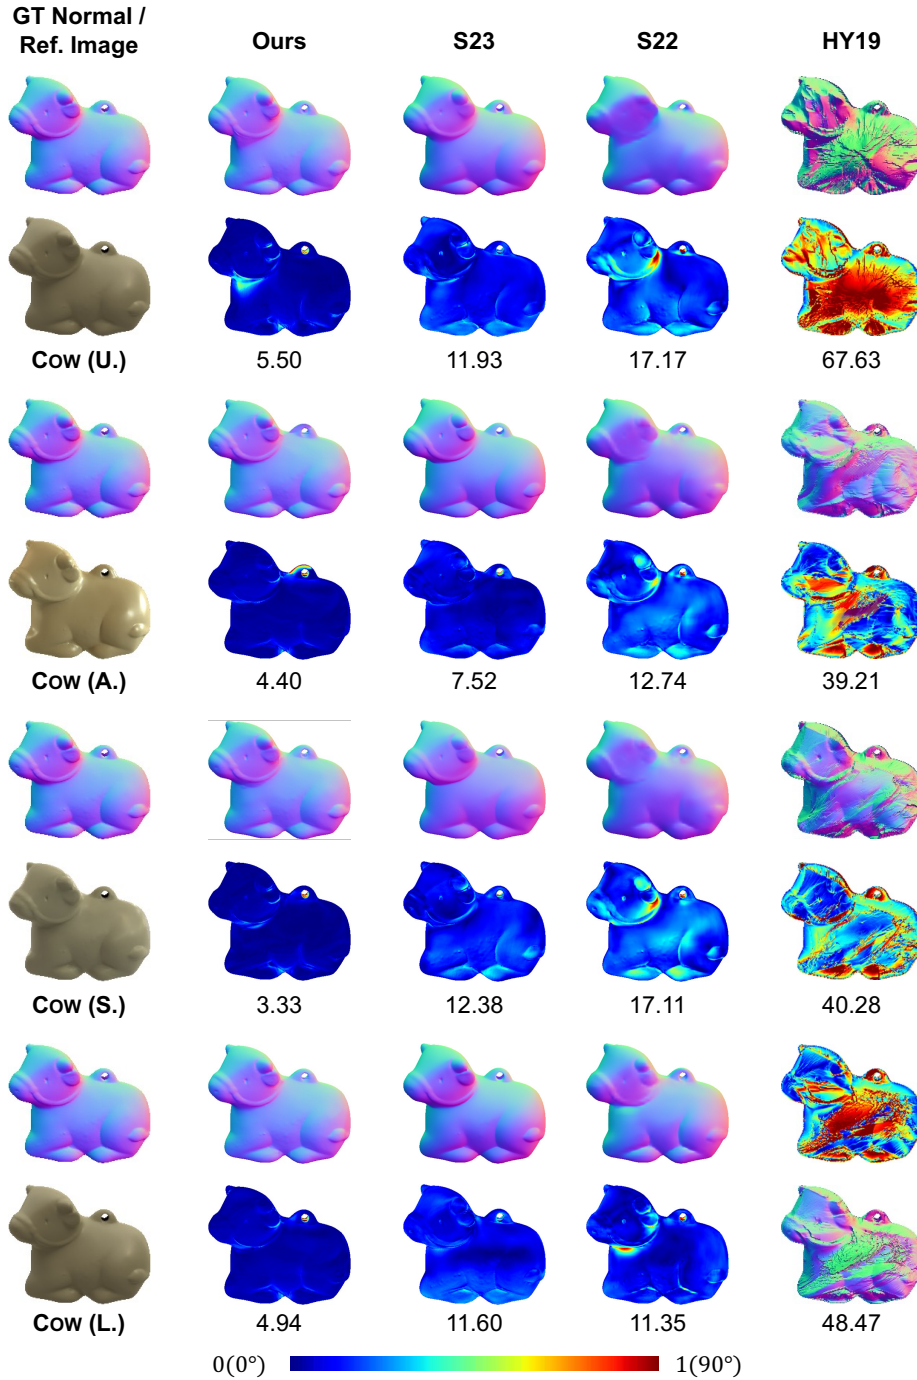 GT Normal /
Ref. Image
Ours
S23
S22
HY19
Cow (U.)
5.50
11.93
17.17
67.63
Cow (A.)
4.40
7.52
12.74
39.21
Cow (S.)
3.33
12.38
17.11
40.28
Cow (L.)
4.94
11.60
11.35
48.47
0(0°)
1(90°)